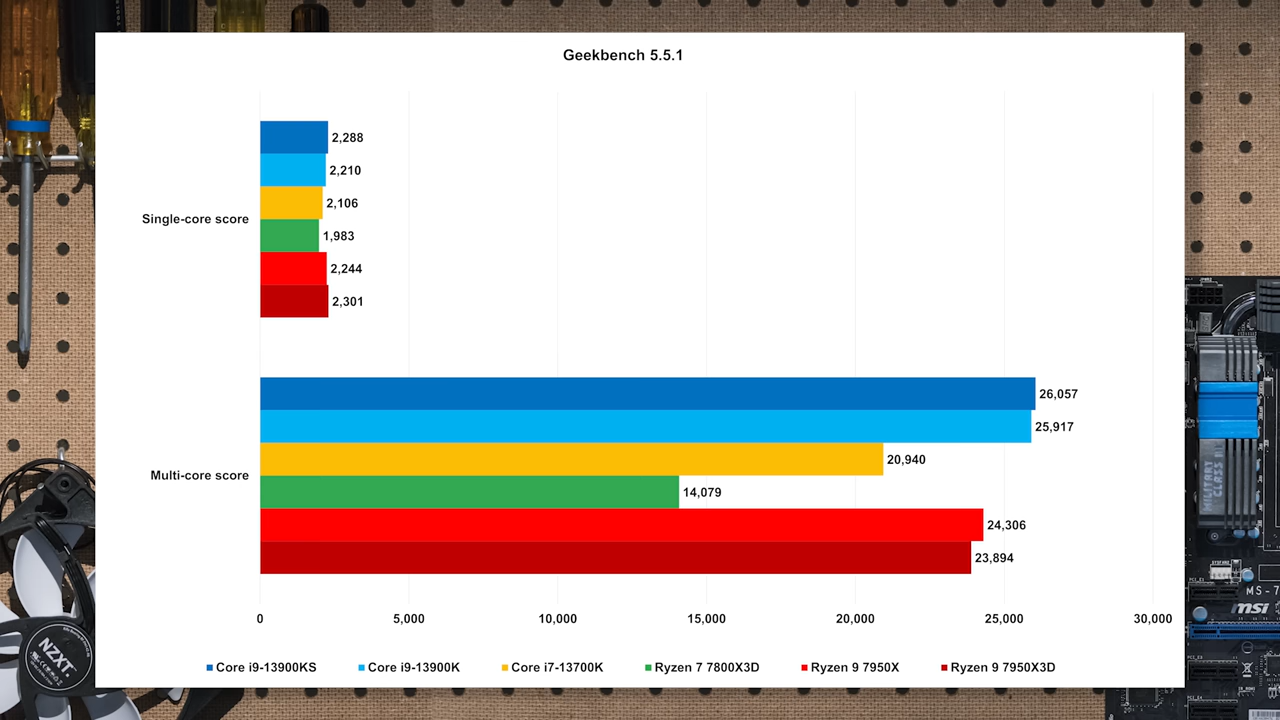 Geekbench 5.5.1
Single-core score
2,288
2,210
2,106
1,983
2,244
2,301
Multi-core score
26,057
25,917
20,940
14,079
24,306
23,894
0 5,000 10,000 15,000 20,000 25,000 30,000
Core i9-13900KS Core i9-13900K Core i7-13700K Ryzen 7 7800X3D Ryzen 9 7950X Ryzen 9 7950X3D
NZXT
MILITARY
CLASS
MS-7
msi